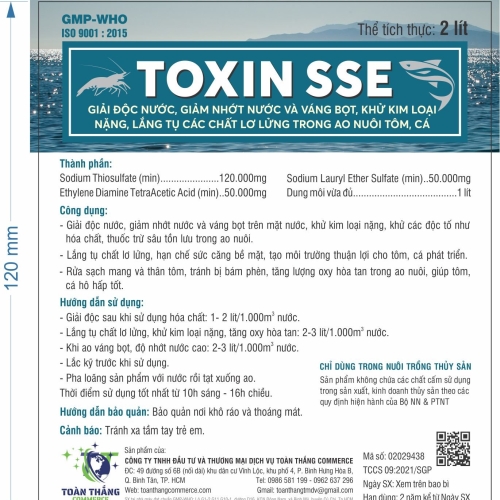 GMP-WHO
ISO 9001 : 2015
Thể tích thực: 2 lít
TOXIN SSE
GIẢI ĐỘC NƯỚC, GIẢM NHỚT NƯỚC VÀ VÁNG BỌT, KHỬ KIM LOẠI
NẶNG, LẮNG TỤ CÁC CHẤT LƠ LỬNG TRONG AO NUÔI TÔM, CÁ
120 mm
Thành phần:
Sodium Thiosulfate (min)......................120.000mg
Ethylene Diamine TetraAcetic Acid (min)..50.000mg
Sodium Lauryl Ether Sulfate (min)..50.000mg
Dung môi vừa đủ.......................................1 lít
Công dụng:
- Giải độc nước, giảm nhớt nước và váng bọt trên mặt nước, khử kim loại nặng, khử các độc tố như
hóa chất, thuốc trừ sâu tồn lưu trong ao nuôi.
- Lắng tụ chất lơ lửng, hạn chế sức căng bề mặt, tạo môi trường thuận lợi cho tôm, cá phát triển.
- Rửa sạch mang và thân tôm, tránh bị bám phèn, tăng lượng oxy hòa tan trong ao nuôi, giúp tôm,
cá hô hấp tốt.
Hướng dẫn sử dụng:
- Giải độc sau khi sử dụng hóa chất: 1- 2 lít/1.000m³ nước.
- Lắng tụ chất lơ lửng, khử kim loại nặng, tăng oxy hòa tan: 2-3 lít/1.000m³ nước.
- Khi ao váng bọt, độ nhớt nước cao: 2-3 lít/1.000m³ nước.
- Lắc kỹ trước khi sử dụng.
- Pha loãng sản phẩm với nước rồi tạt xuống ao.
Thời điểm sử dụng tốt nhất từ 10h sáng - 16h chiều.
Hướng dẫn bảo quản: Bảo quản nơi khô ráo và thoáng mát.
Cảnh báo: Tránh xa tầm tay trẻ em.
CHỈ DÙNG TRONG NUÔI TRỒNG THỦY SẢN
Sản phẩm không chứa các chất cấm sử dụng
trong sản xuất, kinh doanh thủy sản theo các
quy định hiện hành của Bộ NN & PTNT
TOÀN THẮNG
COMMERCE
Sản phẩm của:
CÔNG TY TNHH ĐẦU TƯ VÀ THƯƠNG MẠI DỊCH VỤ TOÀN THẮNG COMMERCE
ĐC: 49 đường số 6B (nối dài) khu dân cư Vĩnh Lộc, khu phố 4, P. Bình Hưng Hòa B,
Q. Bình Tân, TP. HCM
Tel: 0986 581 199 - 0962 637 296
Web: toanthangcommerce.com
Gmail: toanthangtmdv@gmail.com
Mã số: 02029438
TCCS 09:2021/SGP
Ngày SX: Xem trên bao bì
Hạn dùng: 2 năm kể từ Ngày SX